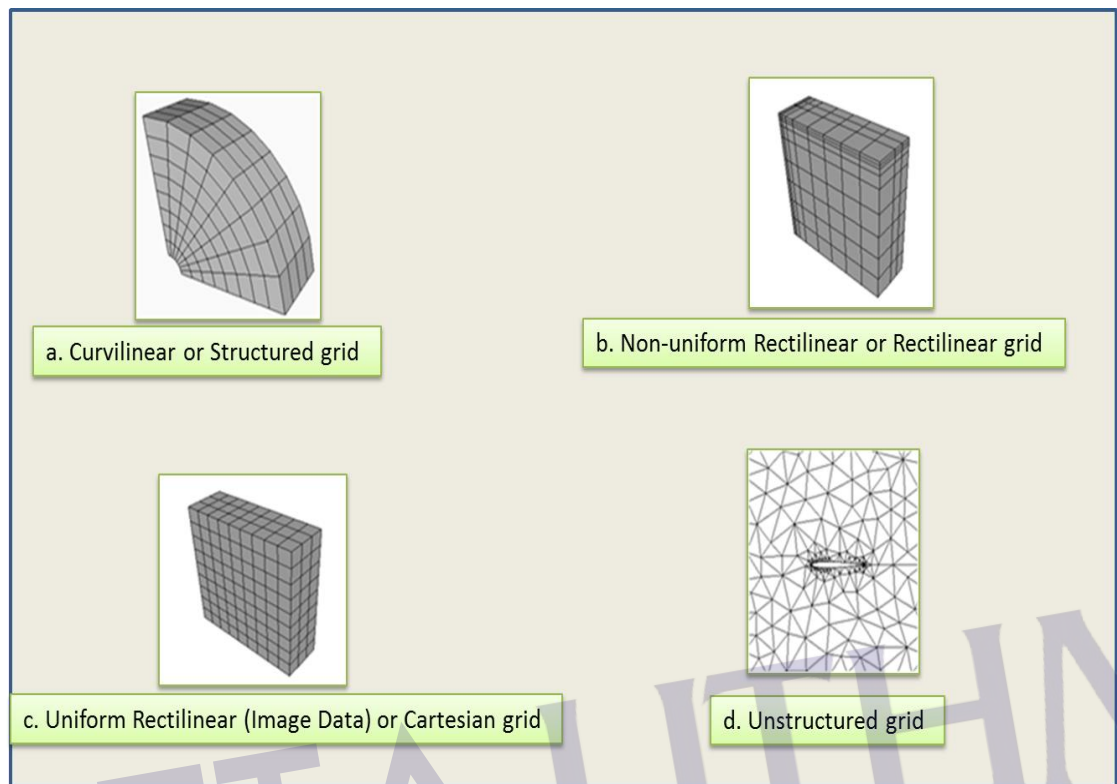 a. Curvilinear or Structured grid
b. Non-uniform Rectilinear or Rectilinear grid
c. Uniform Rectilinear (Image Data) or Cartesian grid
d. Unstructured grid